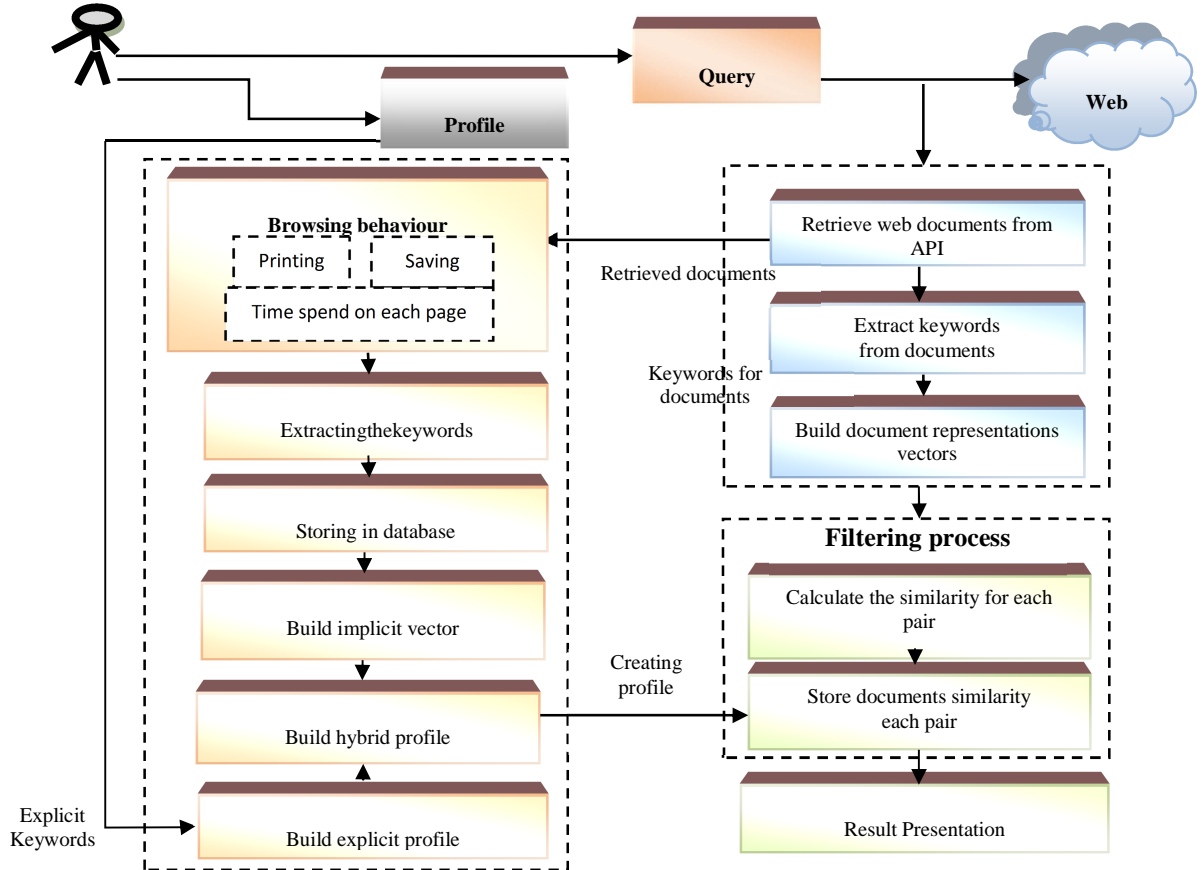 Query
Web
Profile
Browsing behaviour
Printing
Saving
Time spend on each page
Extractingthekeywords
Storing in database
Build implicit vector
Build hybrid profile
Build explicit profile
Explicit
Keywords
Retrieve web documents from
API
Retrieved documents
Extract keywords
from documents
Keywords for
documents
Build document representations
vectors
Filtering process
Calculate the similarity for each
pair
Creating
profile
Store documents similarity
each pair
Result Presentation